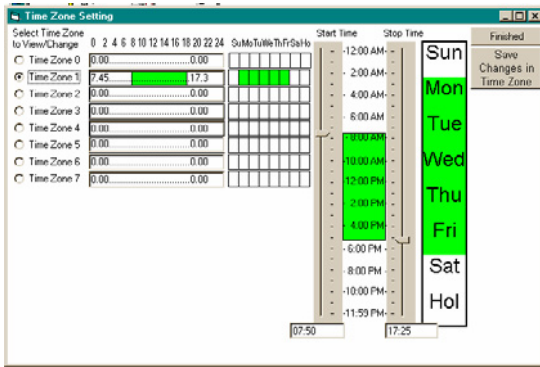 Time Zone Setting
Select Time Zone
to View/Change
0 2 4 6 8 10 12 14 16 18 20 22 24
SuMoTuWeThFrSaHo
Time Zone 0
0.00
0.00
Time Zone 1
7.45
17.3
Time Zone 2
0.00
0.00
Time Zone 3
0.00
0.00
Time Zone 4
0.00
0.00
Time Zone 5
0.00
0.00
Time Zone 6
0.00
0.00
Time Zone 7
0.00
0.00
Start Time
Stop Time
12:00 AM
2:00 AM
4:00 AM
6:00 AM
10:00 AM
12:00 PM
2:00 PM
4:00 PM
6:00 PM
8:00 PM
10:00 PM
11:59 PM
07:50
17:25
Sun
Mon
Tue
Wed
Thu
Fri
Sat
Hol
Finished
Save
Changes in
Time Zone